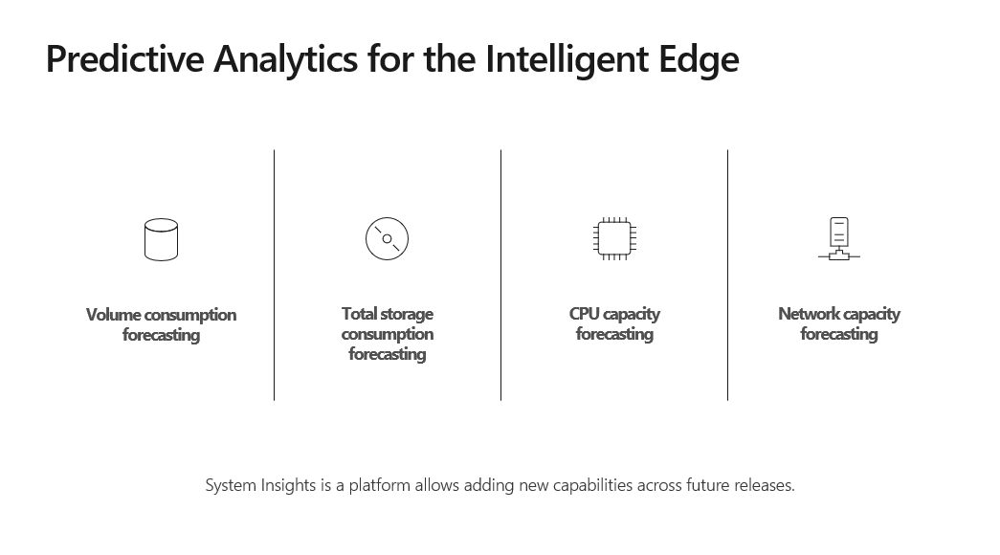 Predictive Analytics for the Intelligent Edge
Volume consumption
forecasting
Total storage
consumption
forecasting
CPU capacity
forecasting
Network capacity
forecasting
System Insights is a platform allows adding new capabilities across future releases.